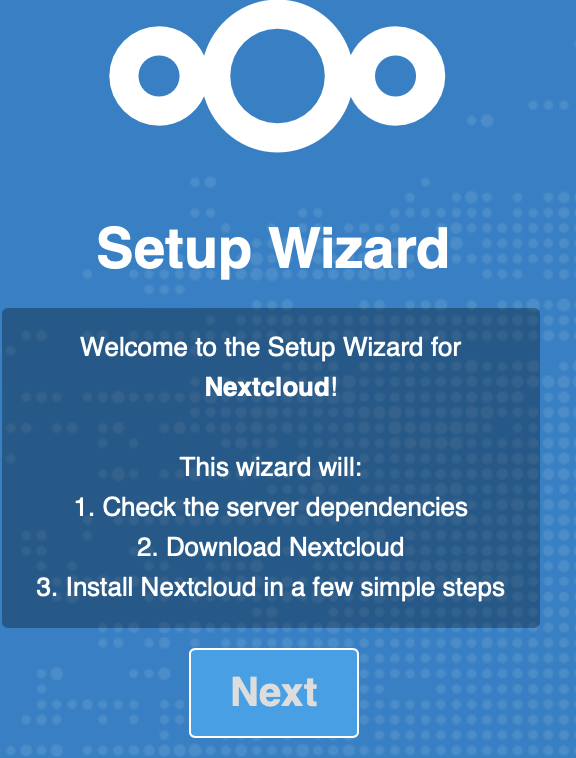 Setup Wizard
Welcome to the Setup Wizard for
Nextcloud!
This wizard will:
1. Check the server dependencies
2. Download Nextcloud
3. Install Nextcloud in a few simple steps
Next